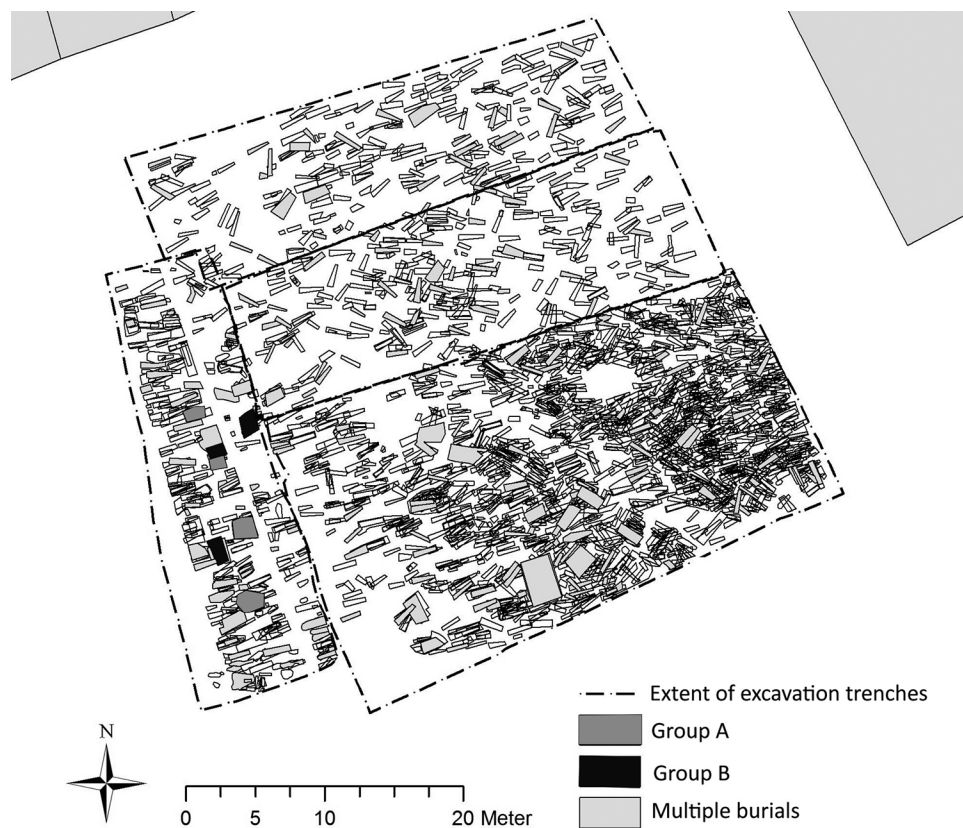 Extent of excavation trenches
Group A
Group B
Multiple burials
N
0 5 10 20 Meter